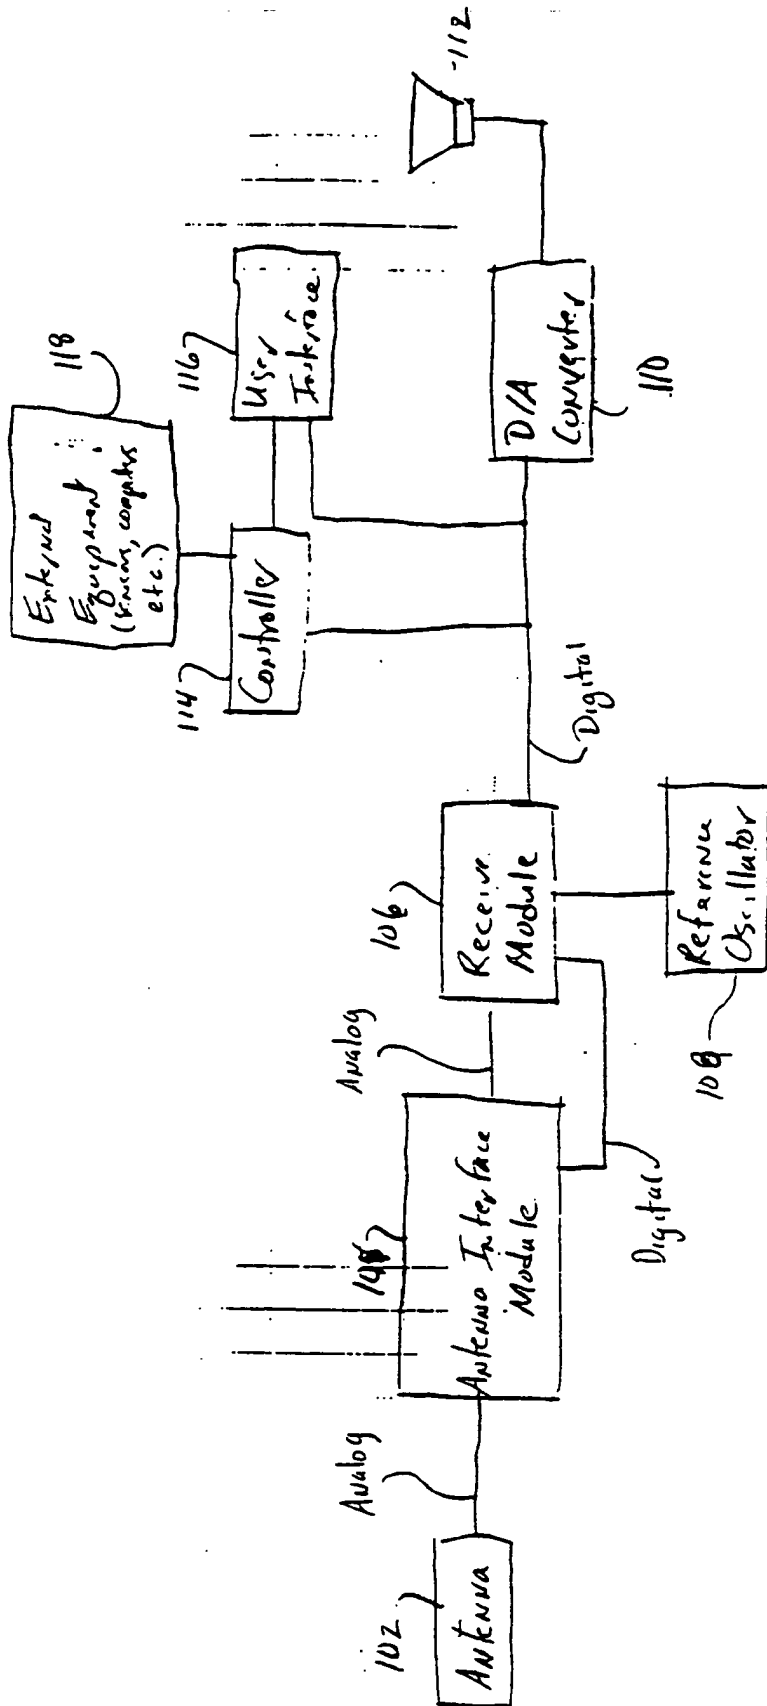 External
Equipment
etc.)
118
116
User
Interface
114
Controller
112
D/A
Converter
110
Digital
106
Receive
Module
Reference
Oscillator
Analog
Antenna Interface
Module
Digital
Analog
102
Antenna